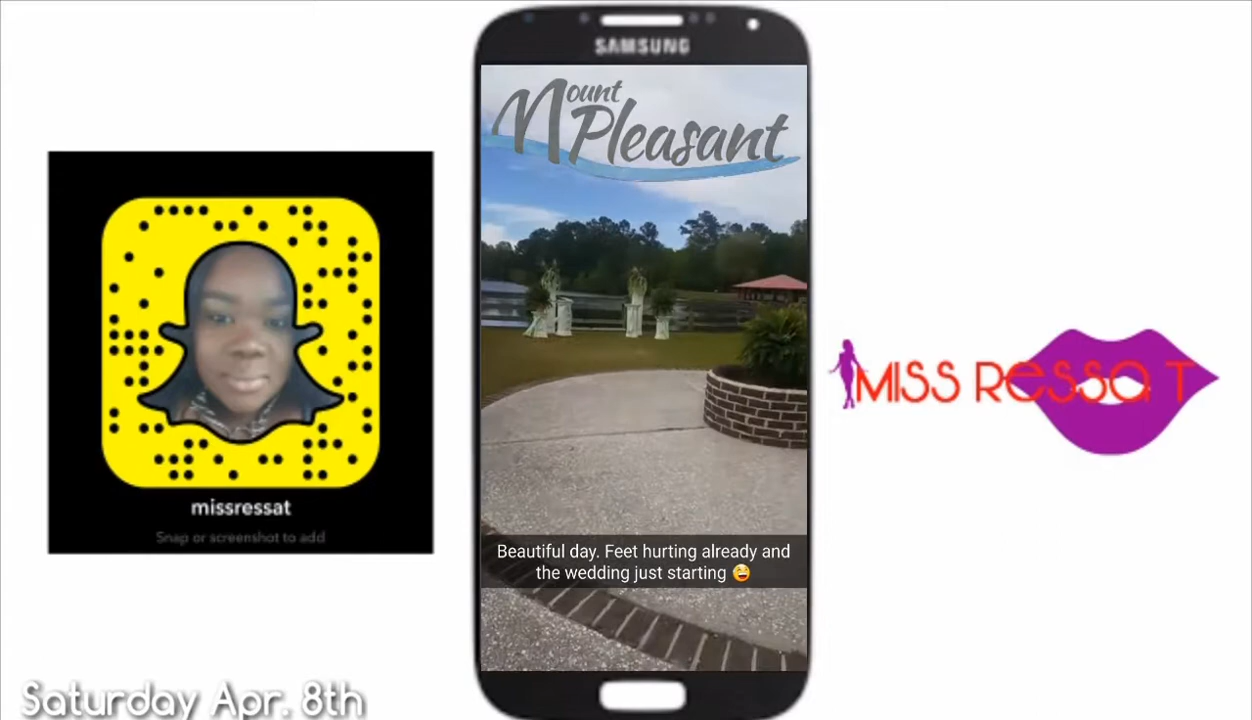 SAMSUNG
Mount
Pleasant
missressat
Snap or screenshot to add
MISS Ressa T
Beautiful day. Feet hurting already and
the wedding just starting 😆
Saturday Apr. 8th